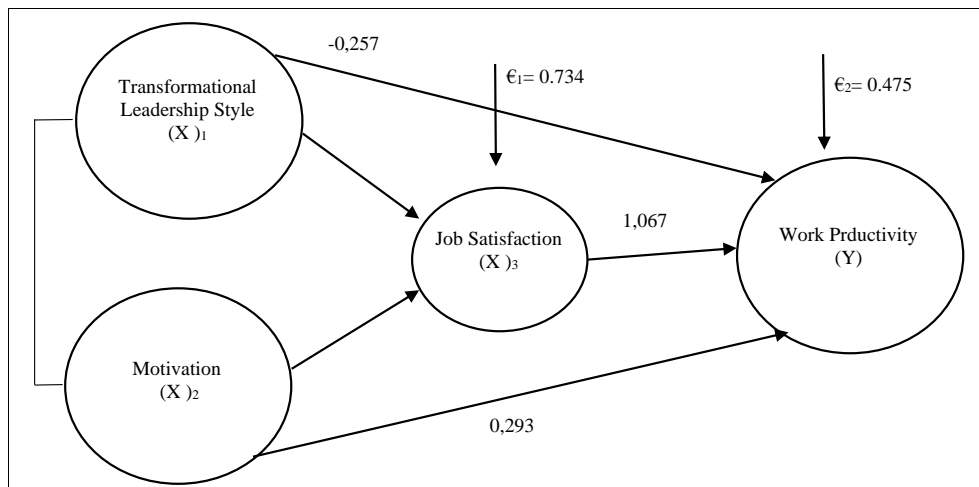 -0,257
€1= 0.734
€2= 0.475
Transformational
Leadership Style
(X )1
Job Satisfaction
(X )3
1,067
Work Prductivity
(Y)
Motivation
(X )2
0,293